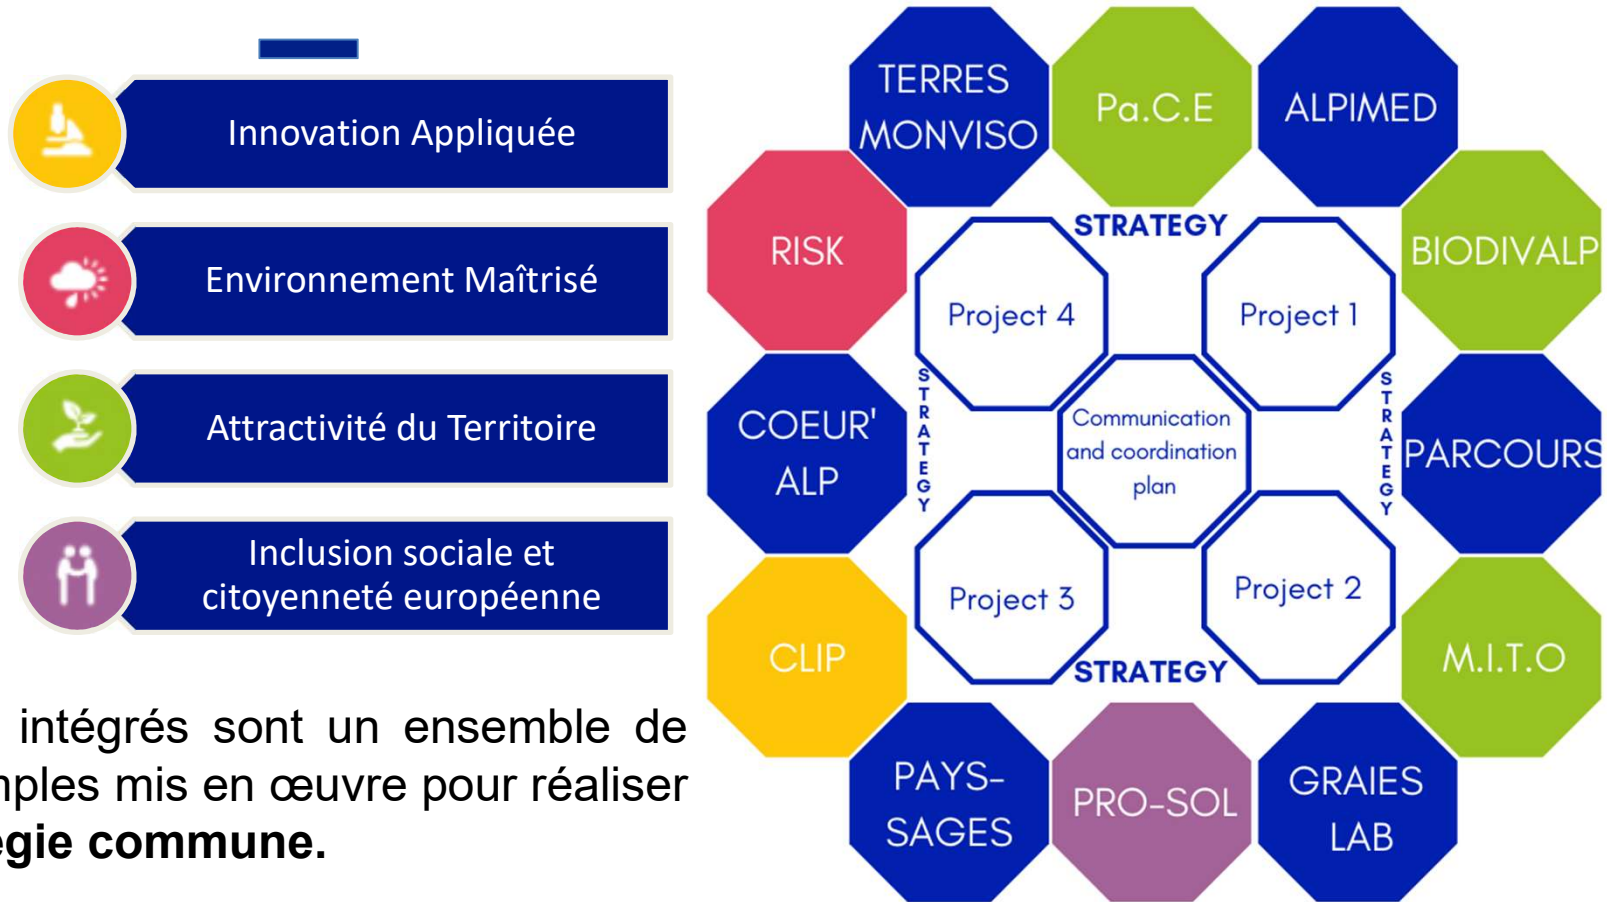 Innovation Appliquée
Environnement Maîtrisé
Attractivité du Territoire
Inclusion sociale et
citoyenneté européenne
intégrés sont un ensemble de
mis en œuvre pour réaliser
commune.
TERRES
MONVISO
Pa.C.E
ALPIMED
RISK
BIODIVALP
COEUR'
ALP
PARCOURS
CLIP
M.I.T.O
PAYS-
SAGES
PRO-SOL
GRAIES
LAB
STRATEGY
Project 4
Project 1
STRATEGY
Communication
and coordination
plan
STRATEGY
Project 3
Project 2
STRATEGY